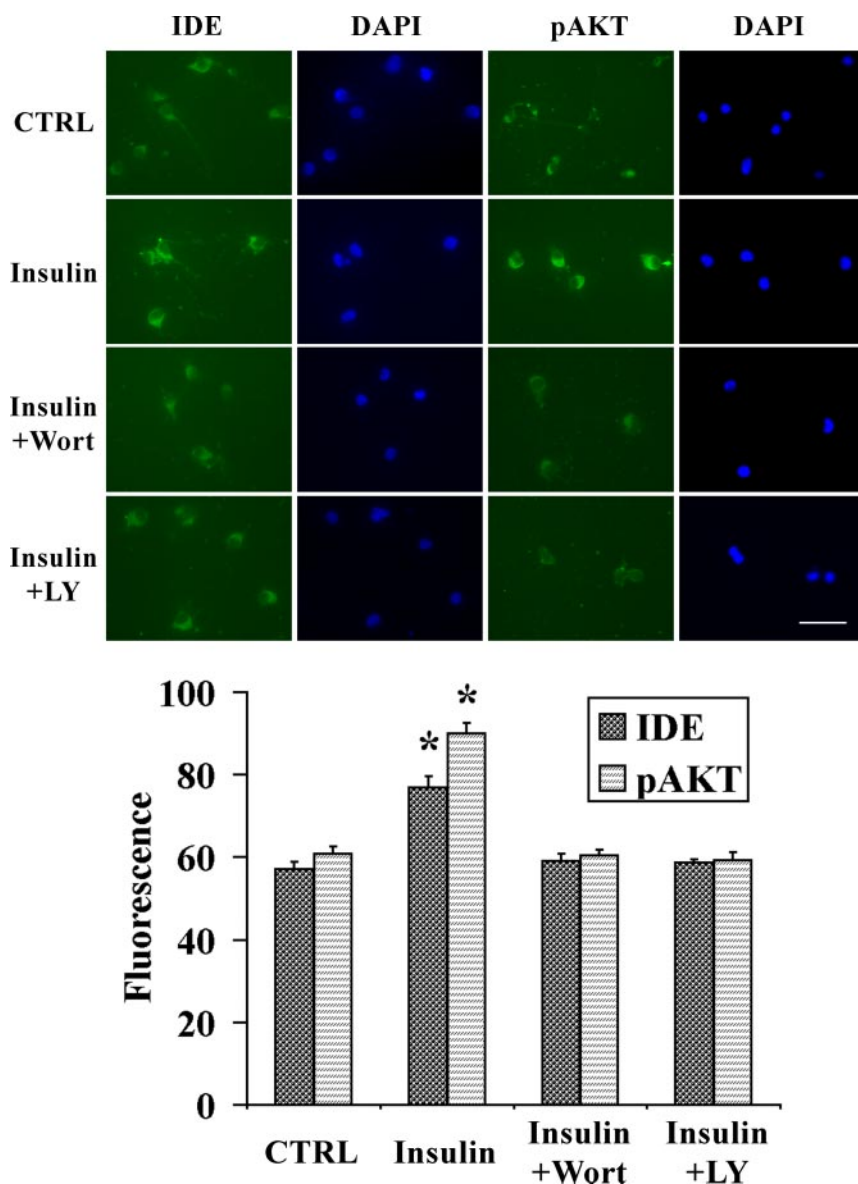 IDE DAPI pAKT DAPI
CTRL
Insulin
Insulin
+Wort
Insulin
+LY
100
80
60
40
20
0
Fluorescence
* *
IDE
pAKT
CTRL Insulin Insulin Insulin
+Wort +LY